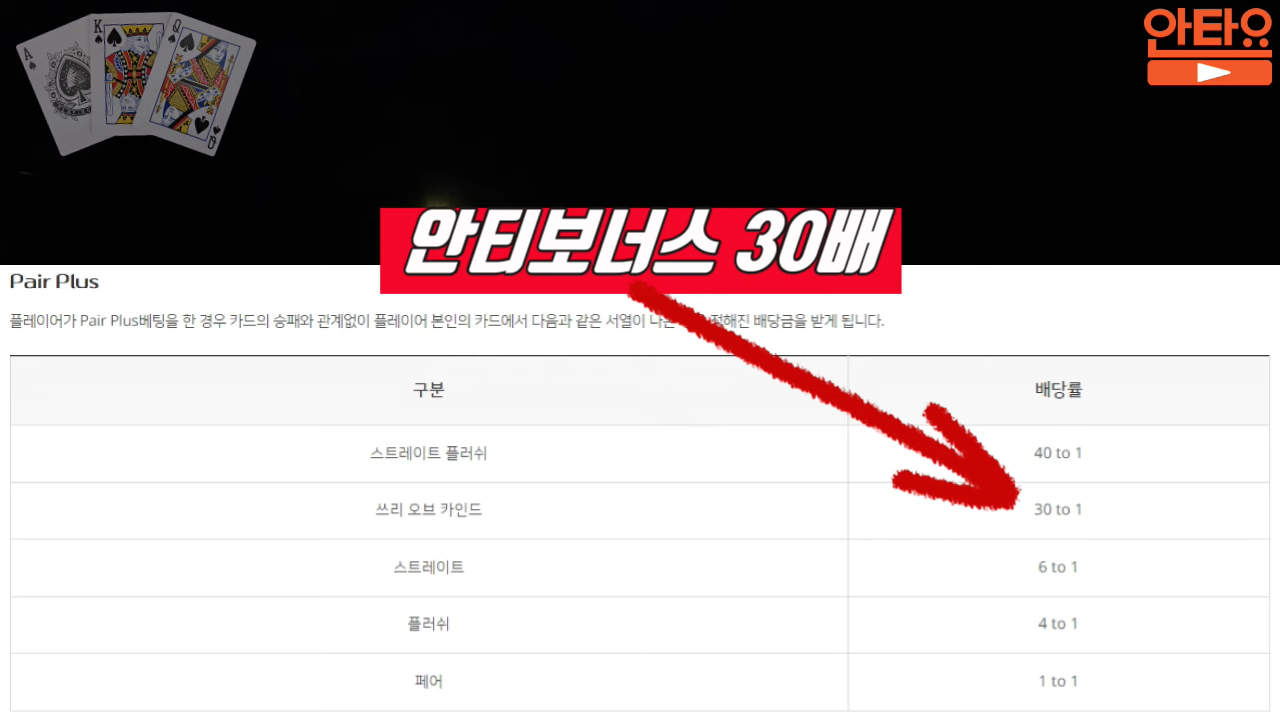 A
K
Q
Q
안타요
안티보너스 30배
Pair Plus
플레이어가 Pair Plus베팅을 한 경우 카드의 승패와 관계없이 플레이어 본인의 카드에서 다음과 같은 서열이 나온 정해진 배당금을 받게 됩니다.
구분 배당률
스트레이트 플러쉬 40 to 1
쓰리 오브 카인드 30 to 1
스트레이트 6 to 1
플러쉬 4 to 1
페어 1 to 1